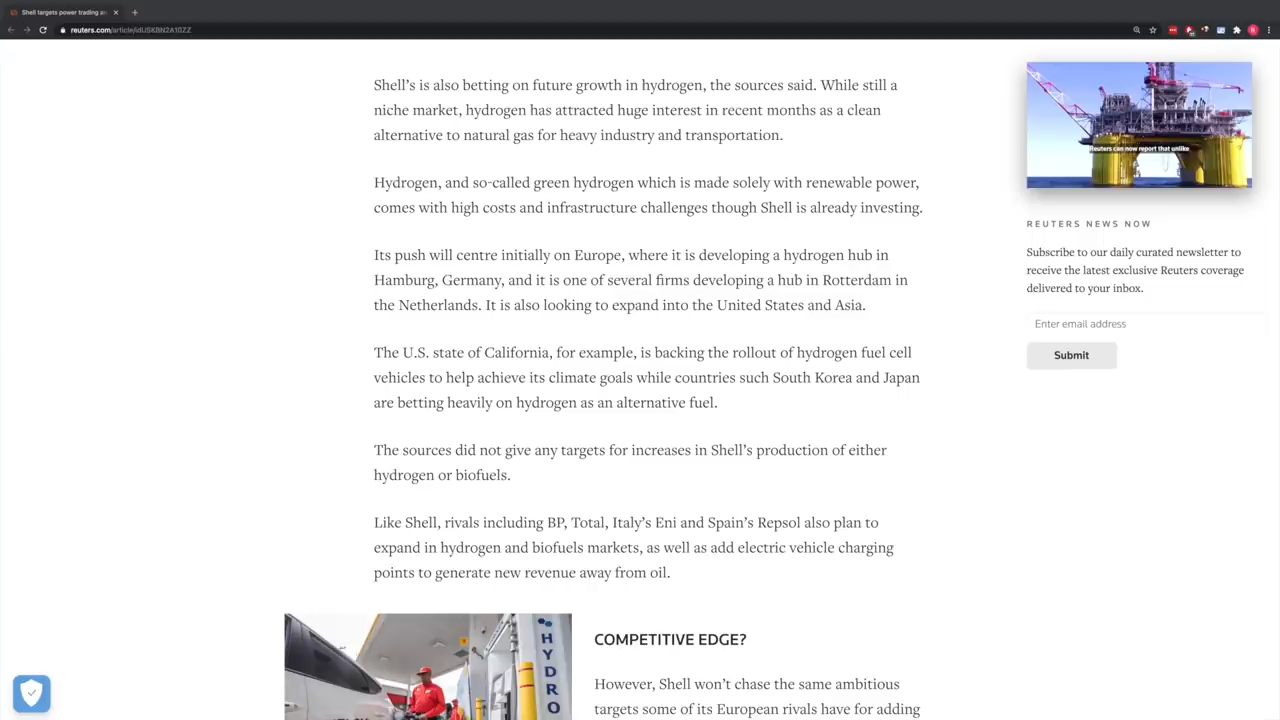 Shell targets power trading an
reuters.com/article/idUSKBN2A10ZZ
Shell’s is also betting on future growth in hydrogen, the sources said. While still a
niche market, hydrogen has attracted huge interest in recent months as a clean
alternative to natural gas for heavy industry and transportation.
Hydrogen, and so-called green hydrogen which is made solely with renewable power,
comes with high costs and infrastructure challenges though Shell is already investing.
Its push will centre initially on Europe, where it is developing a hydrogen hub in
Hamburg, Germany, and it is one of several firms developing a hub in Rotterdam in
the Netherlands. It is also looking to expand into the United States and Asia.
The U.S. state of California, for example, is backing the rollout of hydrogen fuel cell
vehicles to help achieve its climate goals while countries such South Korea and Japan
are betting heavily on hydrogen as an alternative fuel.
The sources did not give any targets for increases in Shell’s production of either
hydrogen or biofuels.
Like Shell, rivals including BP, Total, Italy’s Eni and Spain’s Repsol also plan to
expand in hydrogen and biofuels markets, as well as add electric vehicle charging
points to generate new revenue away from oil.
HYDRO
COMPETITIVE EDGE?
However, Shell won’t chase the same ambitious
targets some of its European rivals have for adding
Reuters can now report that unlike
REUTERS NEWS NOW
Subscribe to our daily curated newsletter to
receive the latest exclusive Reuters coverage
delivered to your inbox.
Enter email address
Submit